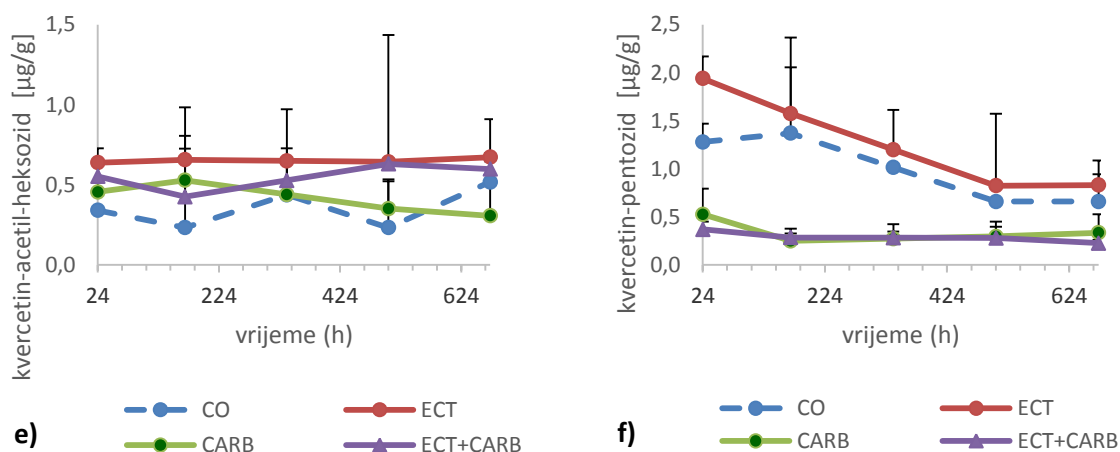 kvercetin-acetil-heksozid [µg/g]
1,5
1,0
0,5
0,0
24 224 424 624
vrijeme (h)
CO ECT
CARB ECT+CARB
e)
kvercetin-pentozid [µg/g]
2,5
2,0
1,5
1,0
0,5
0,0
24 224 424 624
vrijeme (h)
CO ECT
CARB ECT+CARB
f)